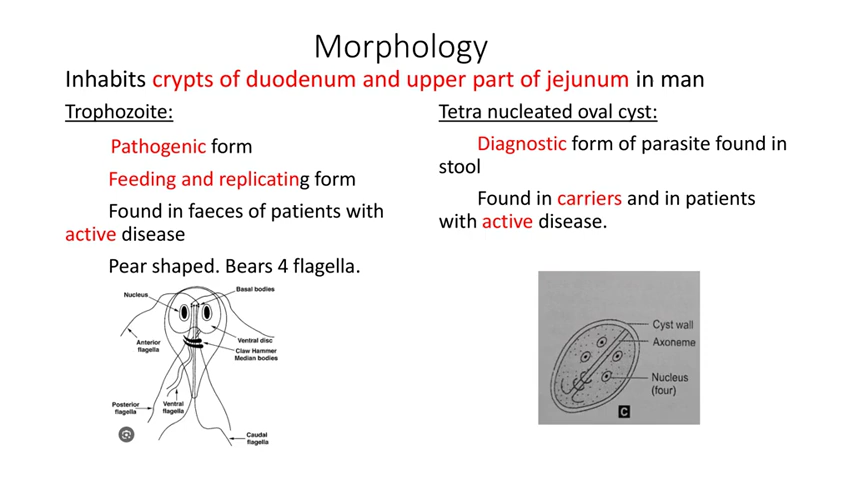 Morphology
Inhabits crypts of duodenum and upper part of jejunum in man
Trophozoite:
Pathogenic form
Feeding and replicating form
Found in faeces of patients with
active disease
Pear shaped. Bears 4 flagella.
Nucleus
Basal bodies
Anterior
flagella
Ventral disc
Claw Hammer
Median bodies
Posterior
flagella
Ventral
flagella
Caudal
flagella
Tetra nucleated oval cyst:
Diagnostic form of parasite found in
stool
Found in carriers and in patients
with active disease.
Cyst wall
Axoneme
Nucleus
(four)
C